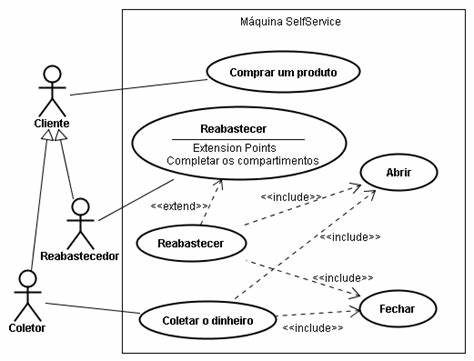 Máquina SelfService
Comprar um produto
Cliente
Reabastecer
Extension Points
Completar os compartimentos
Abrir
<<include>>
<<extend>>
Reabastecer
<<include>>
Reabastecedor
<<include>>
Fechar
Coletar o dinheiro
Coletor
<<include>>